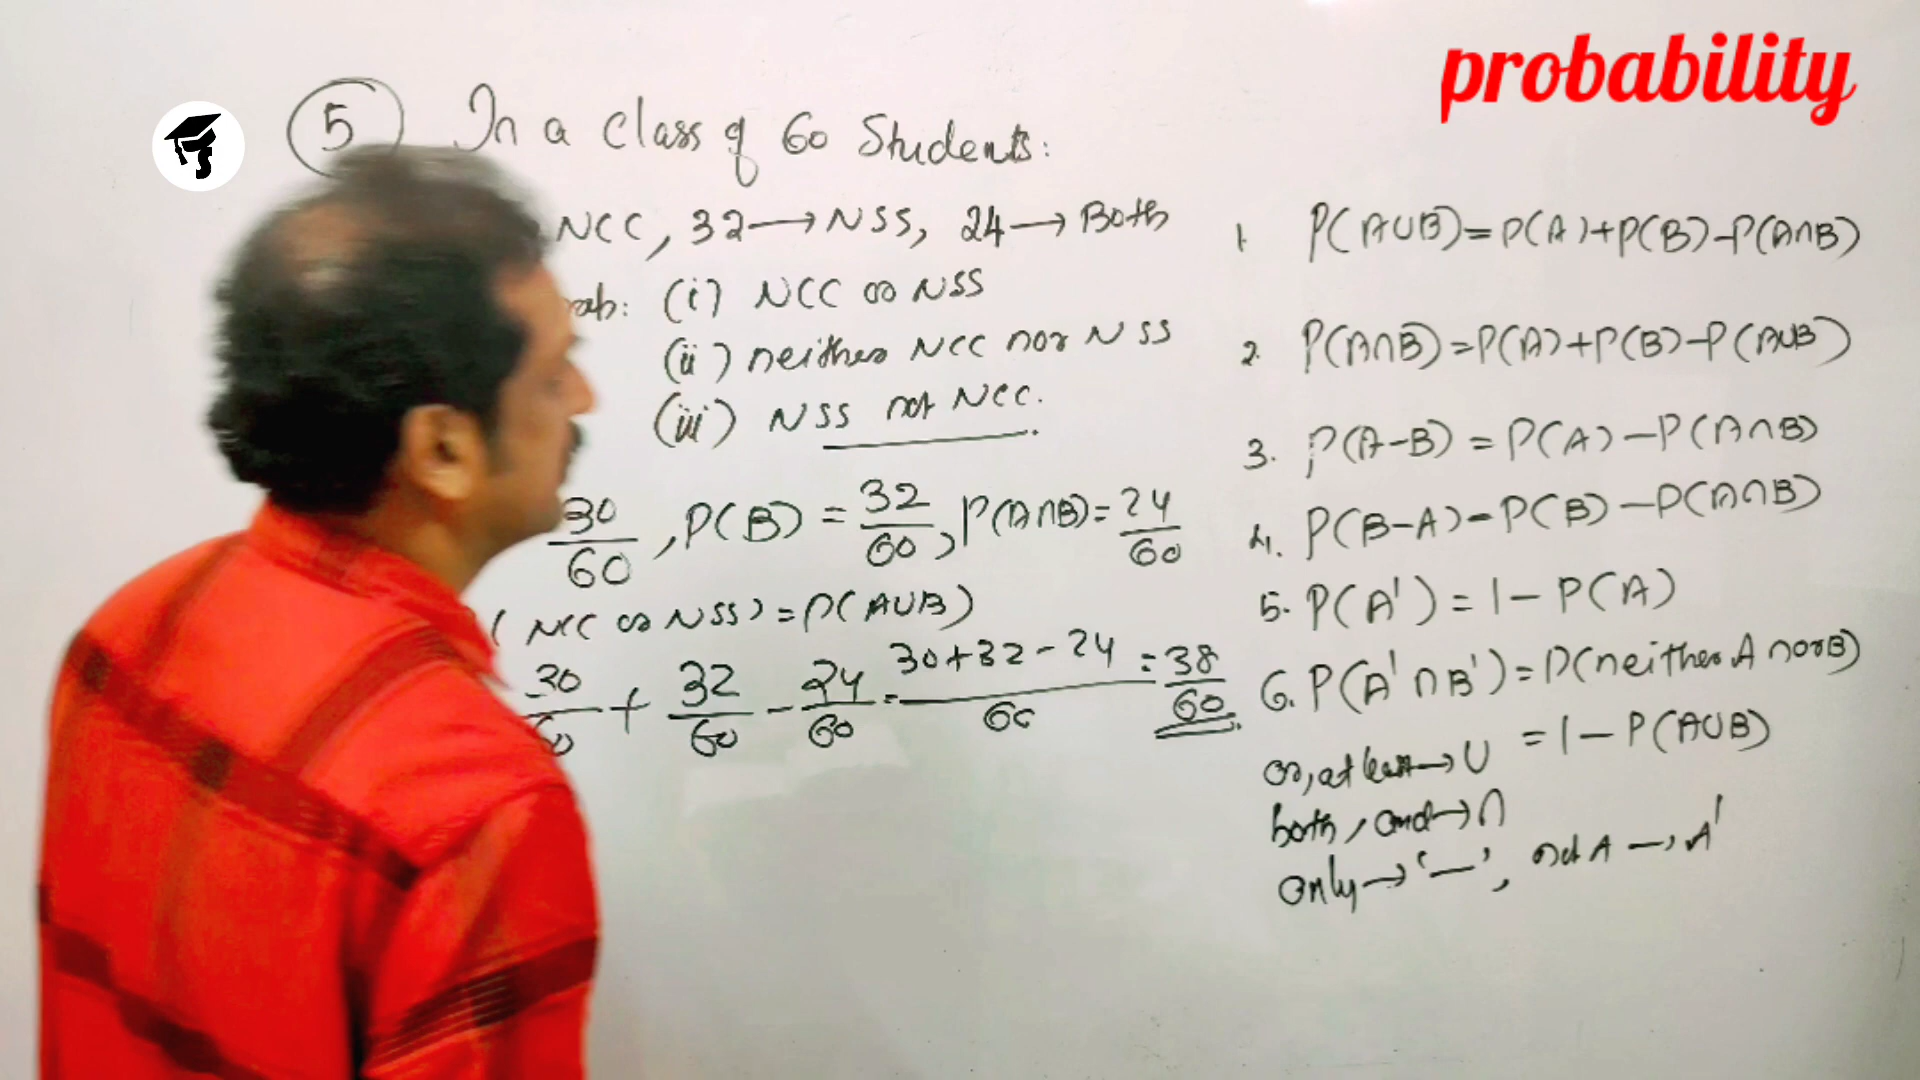 probability
5 In a Class of 60 Students:
NCC, 32→NSS, 24→Both
ab: (i) NCC or NSS
(ii) neither NCC nor NSS
(iii) NSS not NCC.
30/60, P(B) = 32/60, P(A∩B) = 24/60
(NCC or NSS) = P(A∪B)
30/60 + 32/60 - 24/60 = 30+32-24/60 = 38/60.
1. P(A∪B) = P(A)+P(B)-P(A∩B)
2. P(A∩B) = P(A)+P(B)-P(A∪B)
3. P(A-B) = P(A) - P(A∩B)
4. P(B-A) = P(B) - P(A∩B)
5. P(A') = 1 - P(A)
6. P(A'∩B') = P(neither A nor B)
= 1 - P(A∪B)
or, at least → ∪
both, and → ∩
only → '—', not A → A'